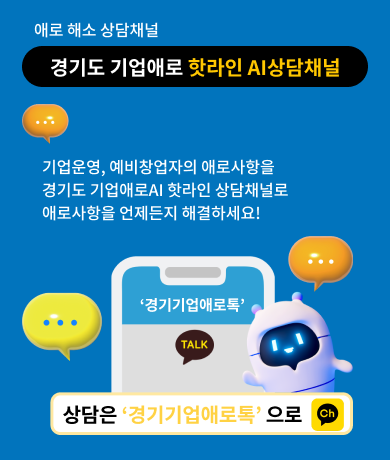 애로 해소 상담채널
경기도 기업애로 핫라인 AI상담채널
기업운영, 예비창업자의 애로사항을
경기도 기업애로AI 핫라인 상담채널로
애로사항을 언제든지 해결하세요!
‘경기기업애로톡’
TALK
상담은 ‘경기기업애로톡’ 으로
Ch